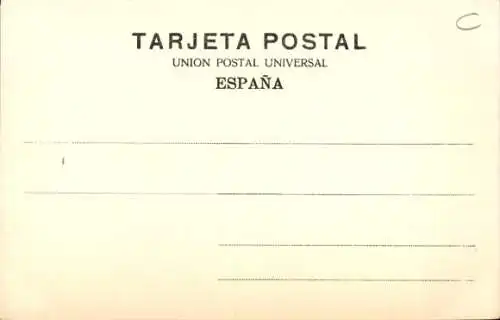 C
TARJETA POSTAL
UNION POSTAL UNIVERSAL
ESPAÑA